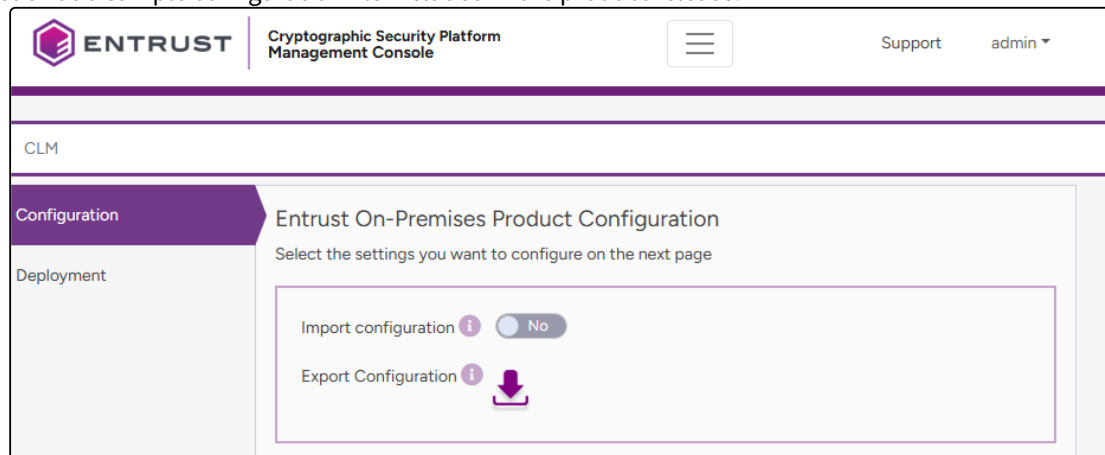 ENTRUST
Cryptographic Security Platform
Management Console
Support
admin
CLM
Configuration
Deployment
Entrust On-Premises Product Configuration
Select the settings you want to configure on the next page
Import configuration i No
Export Configuration i